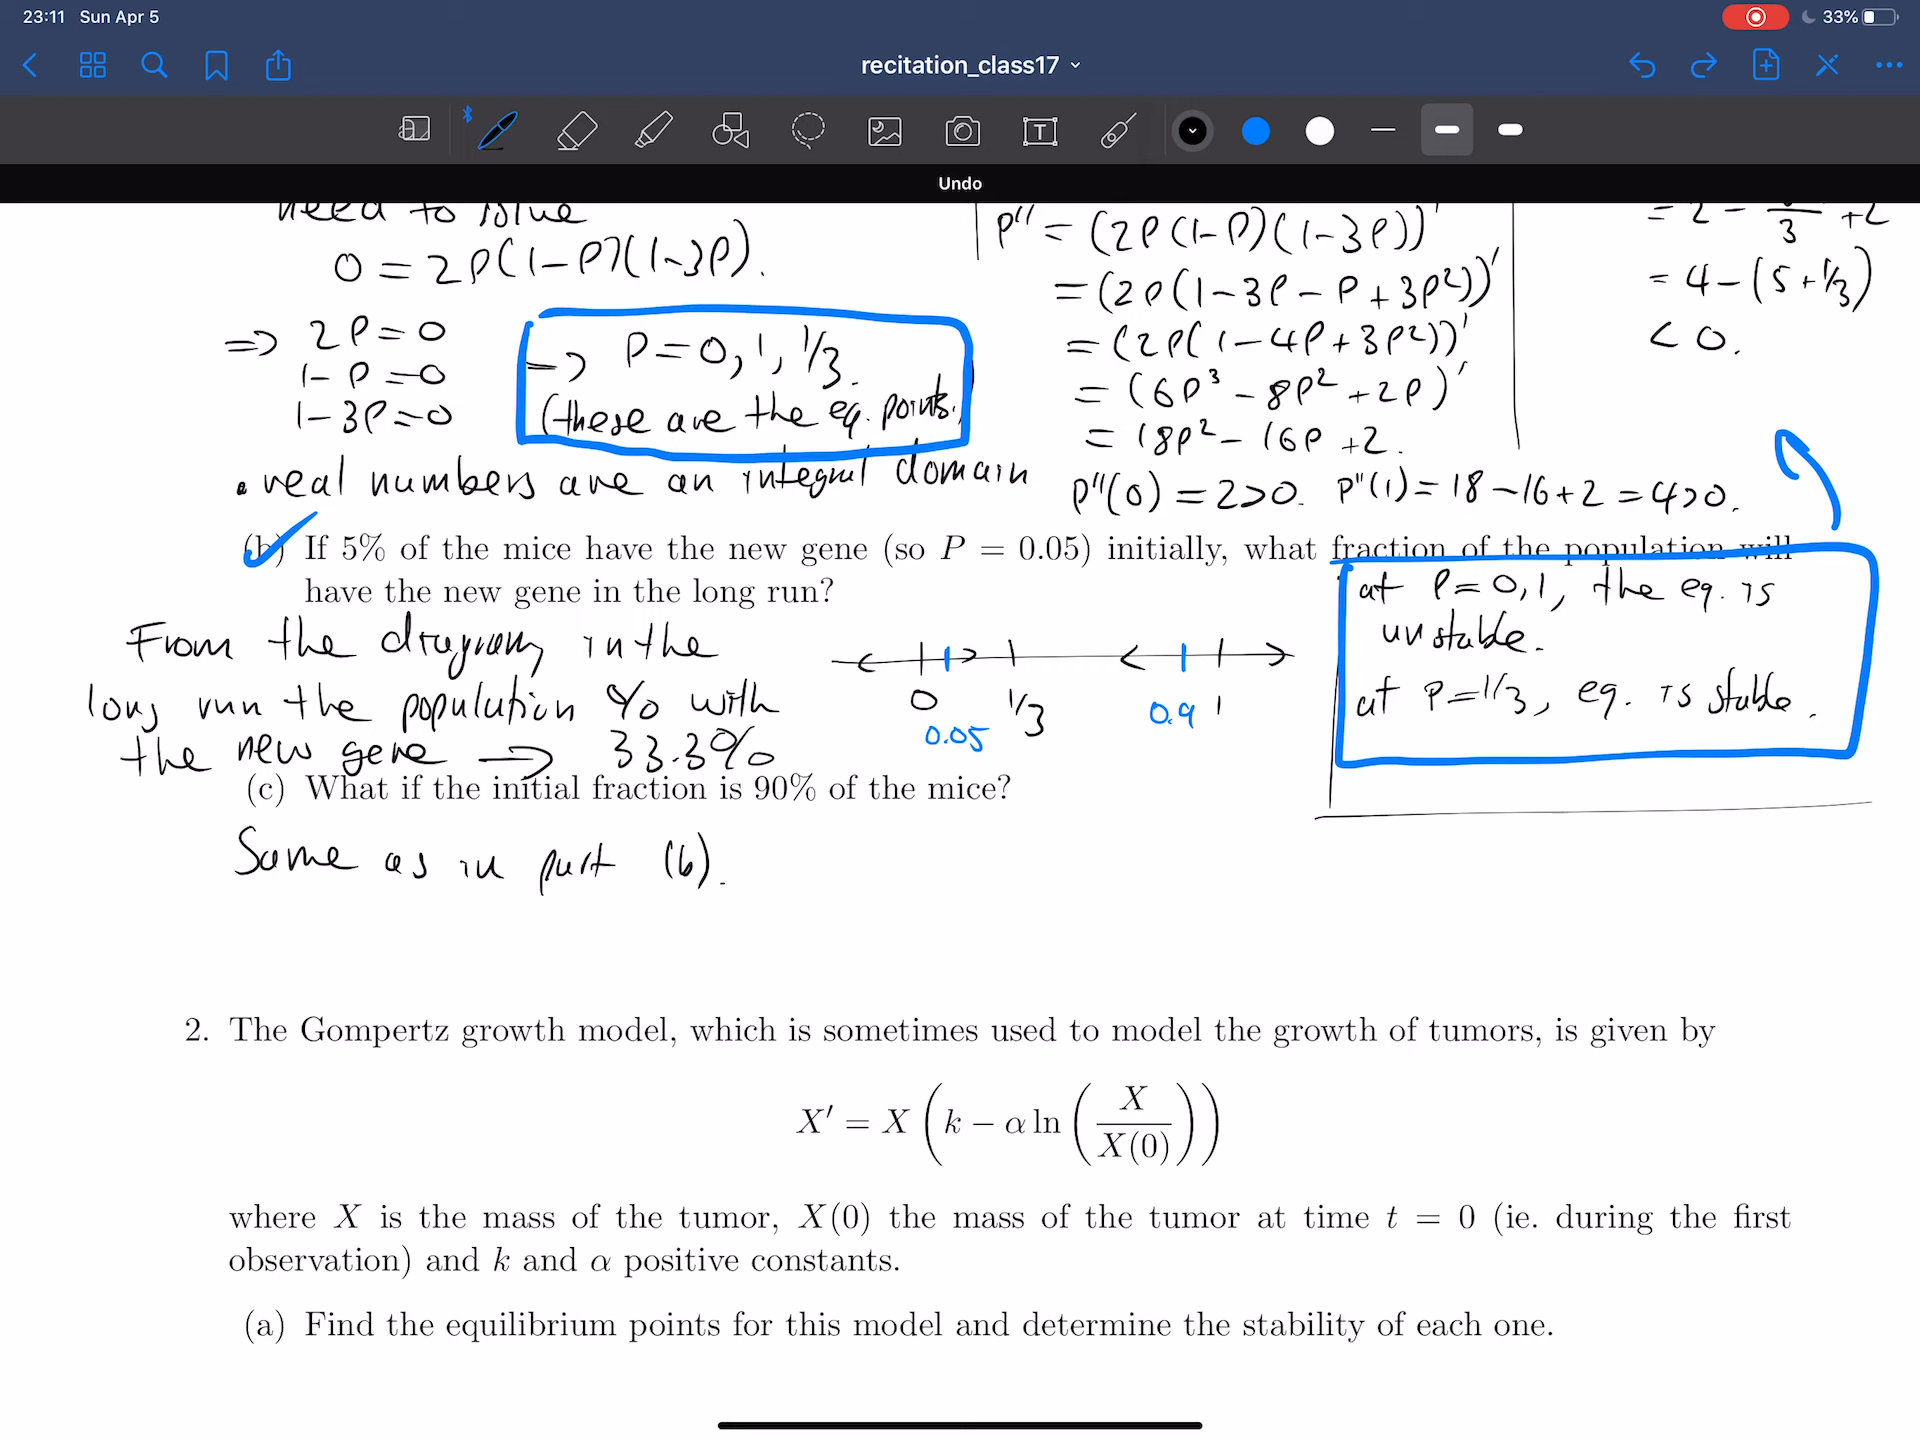 23:11 Sun Apr 5
33%
recitation_class17
Undo
need to solve
0 = 2P(1-P)(1-3P).
=> 2P=0
1-P=0
1-3P=0
=> P=0, 1, 1/3.
(these are the eq. points.)
• real numbers are an integral domain
P'' = (2P(1-P)(1-3P))'
= (2P(1-3P-P+3P²))'
= (2P(1-4P+3P²))'
= (6P³-8P²+2P)'
= 18P²-16P+2.
P''(0) = 2>0. P''(1) = 18-16+2 = 4>0.
= 2 - /3 +2
= 4-(5+1/3)
< 0.
(b) If 5% of the mice have the new gene (so P = 0.05) initially, what fraction of the population will
have the new gene in the long run?
at P=0,1, the eq. is
unstable.
at P=1/3, eq. is stable.
From the diagram, in the
long run the population % with
the new gene → 33.3%
0 1/3 1
0.05 0.9
(c) What if the initial fraction is 90% of the mice?
Same as in part (b).
2. The Gompertz growth model, which is sometimes used to model the growth of tumors, is given by
X′ = X (k − α ln (X/X(0)))
where X is the mass of the tumor, X(0) the mass of the tumor at time t = 0 (ie. during the first
observation) and k and α positive constants.
(a) Find the equilibrium points for this model and determine the stability of each one.